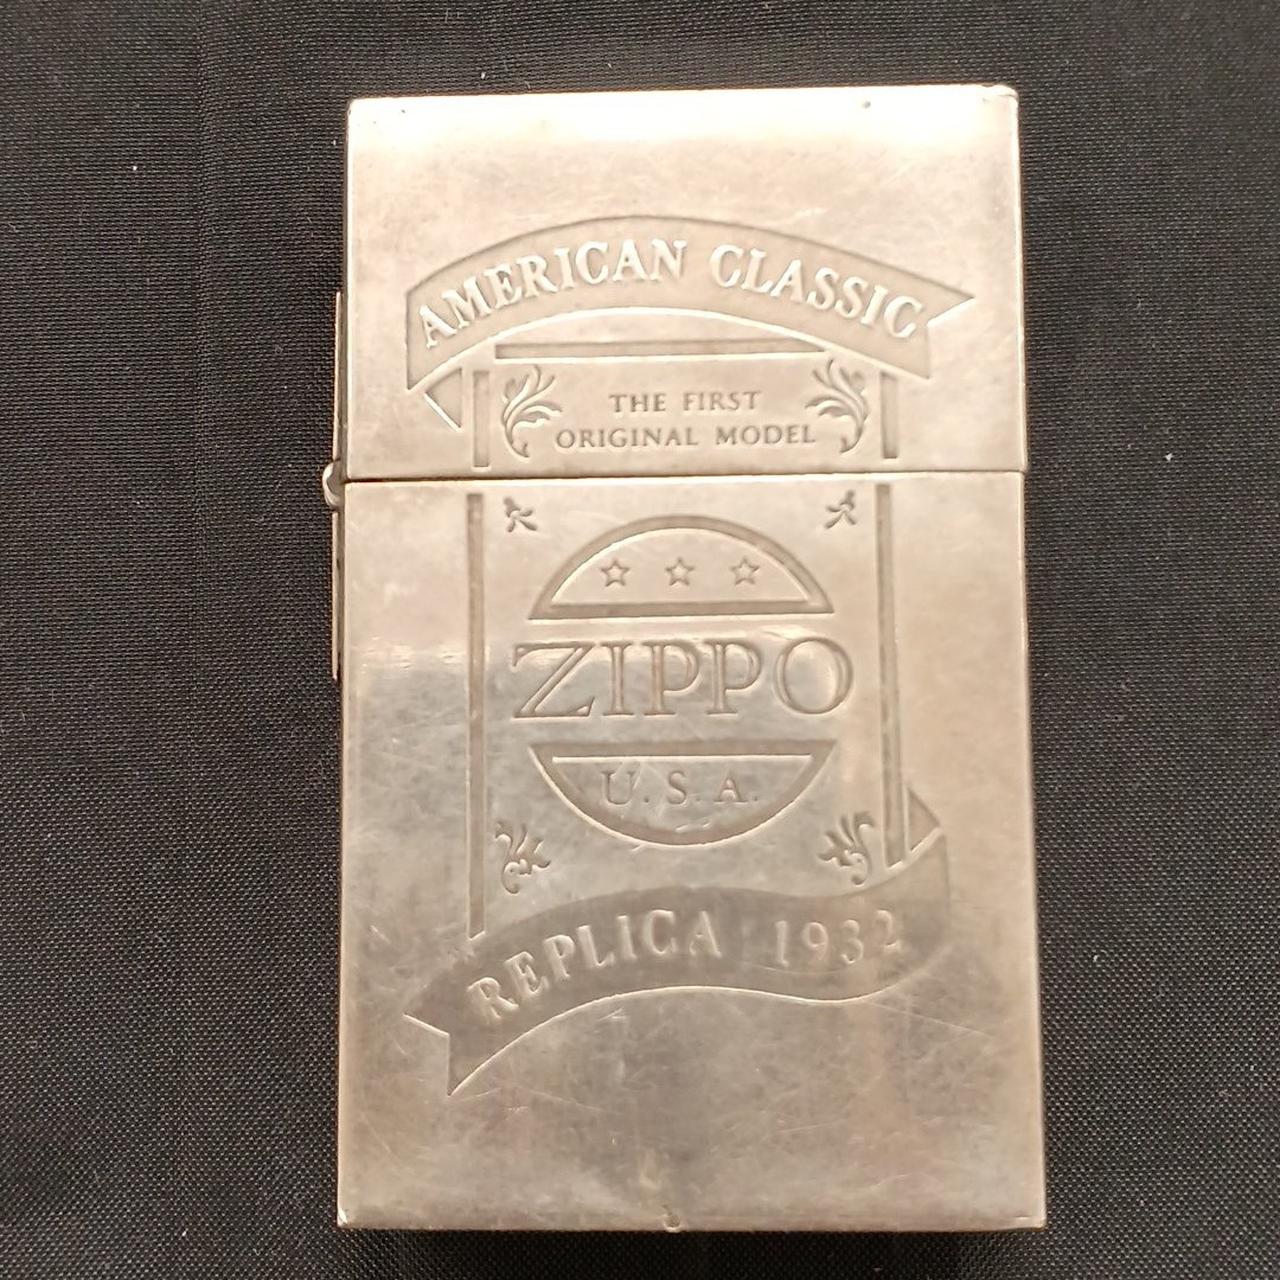 AMERICAN CLASSIC
THE FIRST
ORIGINAL MODEL
ZIPPO
U.S.A.
REPLICA 1932